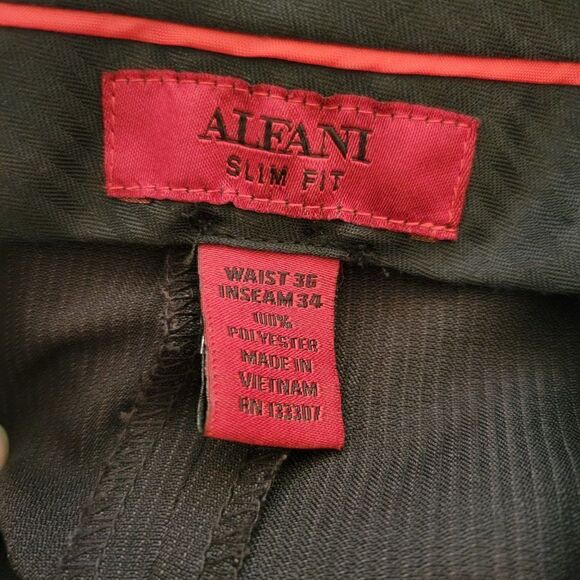 ALFANI
SLIM FIT
WAIST 36
INSEAM 34
100%
POLYESTER
MADE IN
VIETNAM
RN 133307